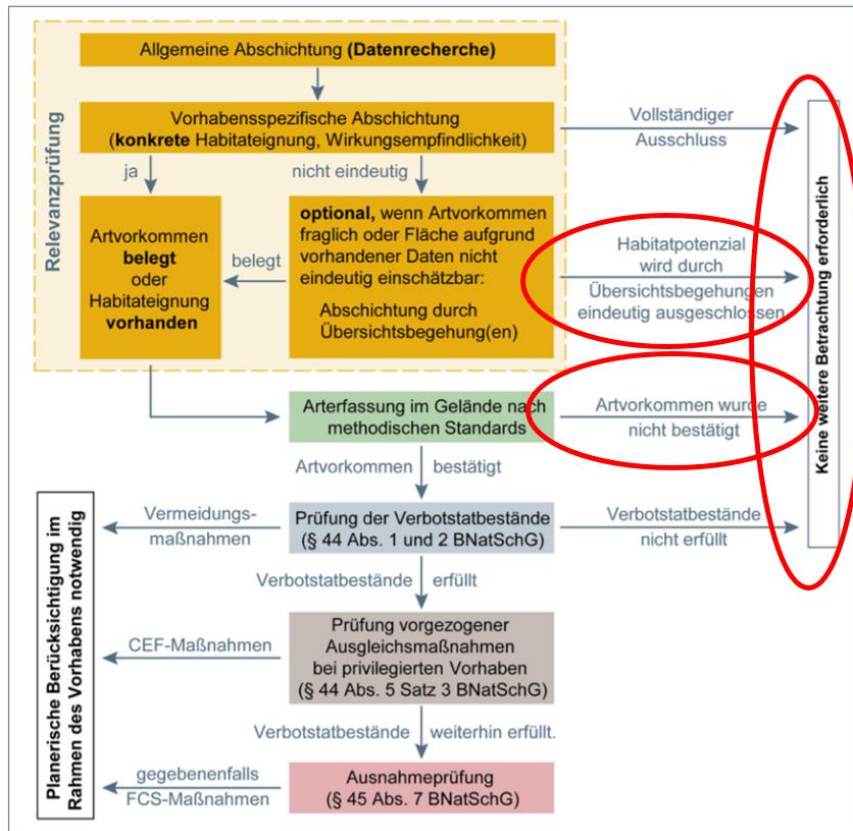 Relevanzprüfung
Allgemeine Abschichtung (Datenrecherche)
Vorhabensspezifische Abschichtung
(konkrete Habitateignung, Wirkungsempfindlichkeit)
Vollständiger
Ausschluss
ja
nicht eindeutig
Artvorkommen
belegt
oder
Habitateignung
vorhanden
belegt
optional, wenn Artvorkommen
fraglich oder Fläche aufgrund
vorhandener Daten nicht
eindeutig einschätzbar:
Abschichtung durch
Übersichtsbegehung(en)
Habitatpotenzial
wird durch
Übersichtsbegehungen
eindeutig ausgeschlossen
Keine weitere Betrachtung erforderlich
Arterfassung im Gelände nach
methodischen Standards
Artvorkommen wurde
nicht bestätigt
Artvorkommen bestätigt
Planerische Berücksichtigung im
Rahmen des Vorhabens notwendig
Vermeidungs-
maßnahmen
Prüfung der Verbotstatbestände
(§ 44 Abs. 1 und 2 BNatSchG)
Verbotstatbestände
nicht erfüllt
Verbotstatbestände erfüllt
CEF-Maßnahmen
Prüfung vorgezogener
Ausgleichsmaßnahmen
bei privilegierten Vorhaben
(§ 44 Abs. 5 Satz 3 BNatSchG)
Verbotstatbestände weiterhin erfüllt.
gegebenenfalls
FCS-Maßnahmen
Ausnahmeprüfung
(§ 45 Abs. 7 BNatSchG)